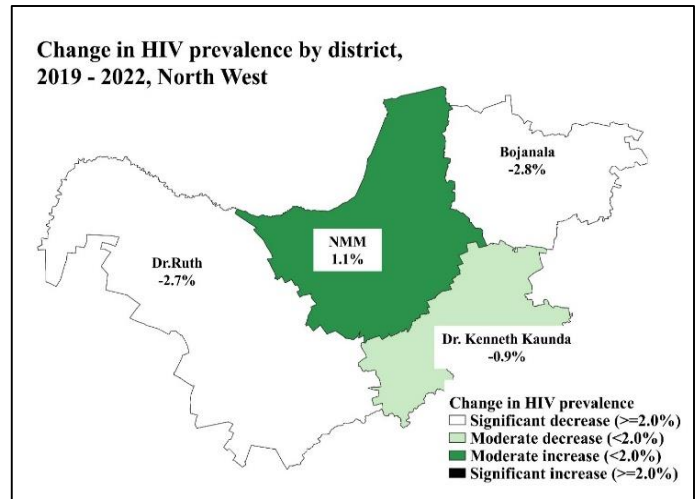 Change in HIV prevalence by district,
2019 - 2022, North West
Bojanala
-2.8%
NMM
1.1%
Dr.Ruth
-2.7%
Dr. Kenneth Kaunda
-0.9%
Change in HIV prevalence
Significant decrease (>=2.0%)
Moderate decrease (<2.0%)
Moderate increase (<2.0%)
Significant increase (>=2.0%)